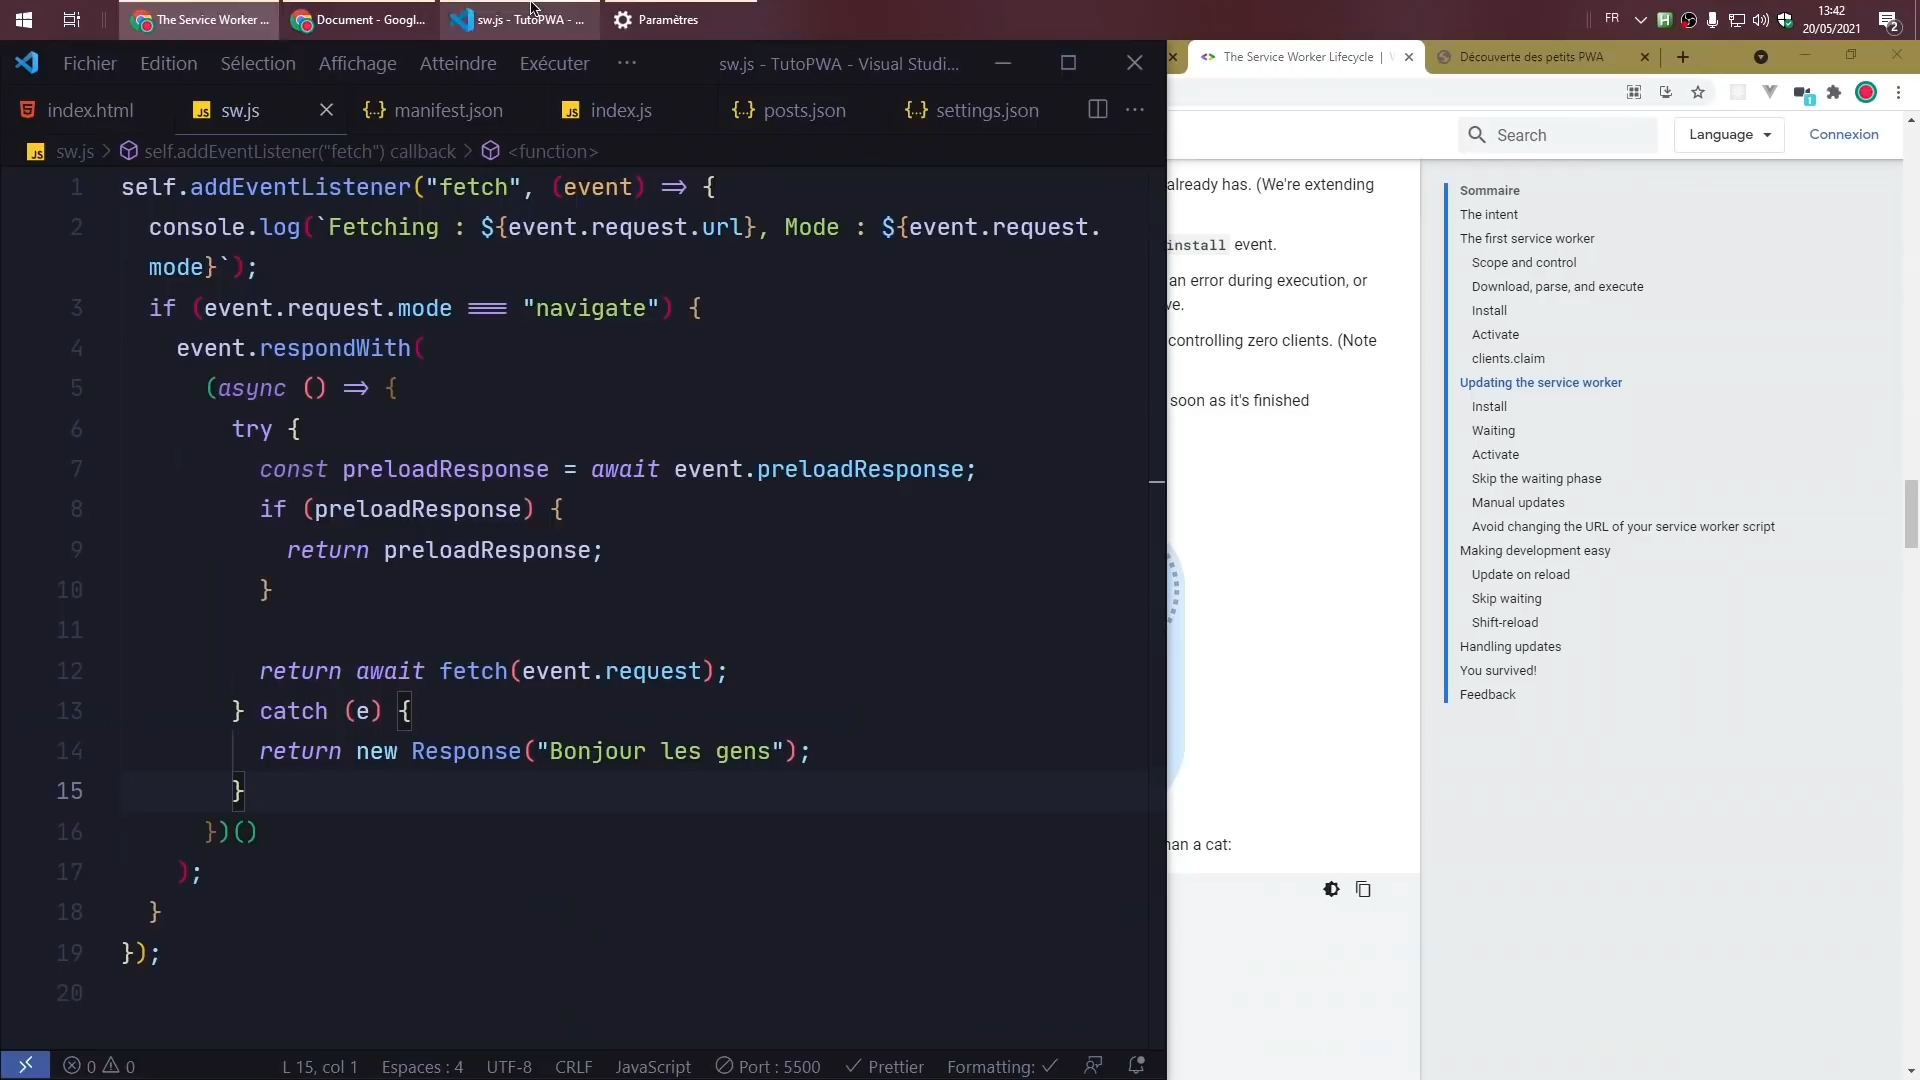 The Service Worker ...
Document - Googl...
sw.js - TutoPWA - ...
Paramètres
FR
13:42
20/05/2021
2
Fichier Edition Sélection Affichage Atteindre Exécuter ···
sw.js - TutoPWA - Visual Studi...
The Service Worker Lifecycle | W
Découverte des petits PWA
index.html
sw.js
manifest.json
index.js
posts.json
settings.json
Search
Language
Connexion
sw.js > self.addEventListener("fetch") callback > <function>
1 self.addEventListener("fetch", (event) => {
2 console.log(`Fetching : ${event.request.url}, Mode : ${event.request.
mode}`);
3 if (event.request.mode === "navigate") {
4 event.respondWith(
5 (async () => {
6 try {
7 const preloadResponse = await event.preloadResponse;
8 if (preloadResponse) {
9 return preloadResponse;
10 }
11
12 return await fetch(event.request);
13 } catch (e) {
14 return new Response("Bonjour les gens");
15 }
16 })()
17 );
18 }
19 });
20
already has. (We're extending
install event.
an error during execution, or
ve.
controlling zero clients. (Note
soon as it's finished
han a cat:
Sommaire
The intent
The first service worker
Scope and control
Download, parse, and execute
Install
Activate
clients.claim
Updating the service worker
Install
Waiting
Activate
Skip the waiting phase
Manual updates
Avoid changing the URL of your service worker script
Making development easy
Update on reload
Skip waiting
Shift-reload
Handling updates
You survived!
Feedback
0 0
L 15, col 1
Espaces : 4
UTF-8
CRLF
JavaScript
Port : 5500
Prettier
Formatting: